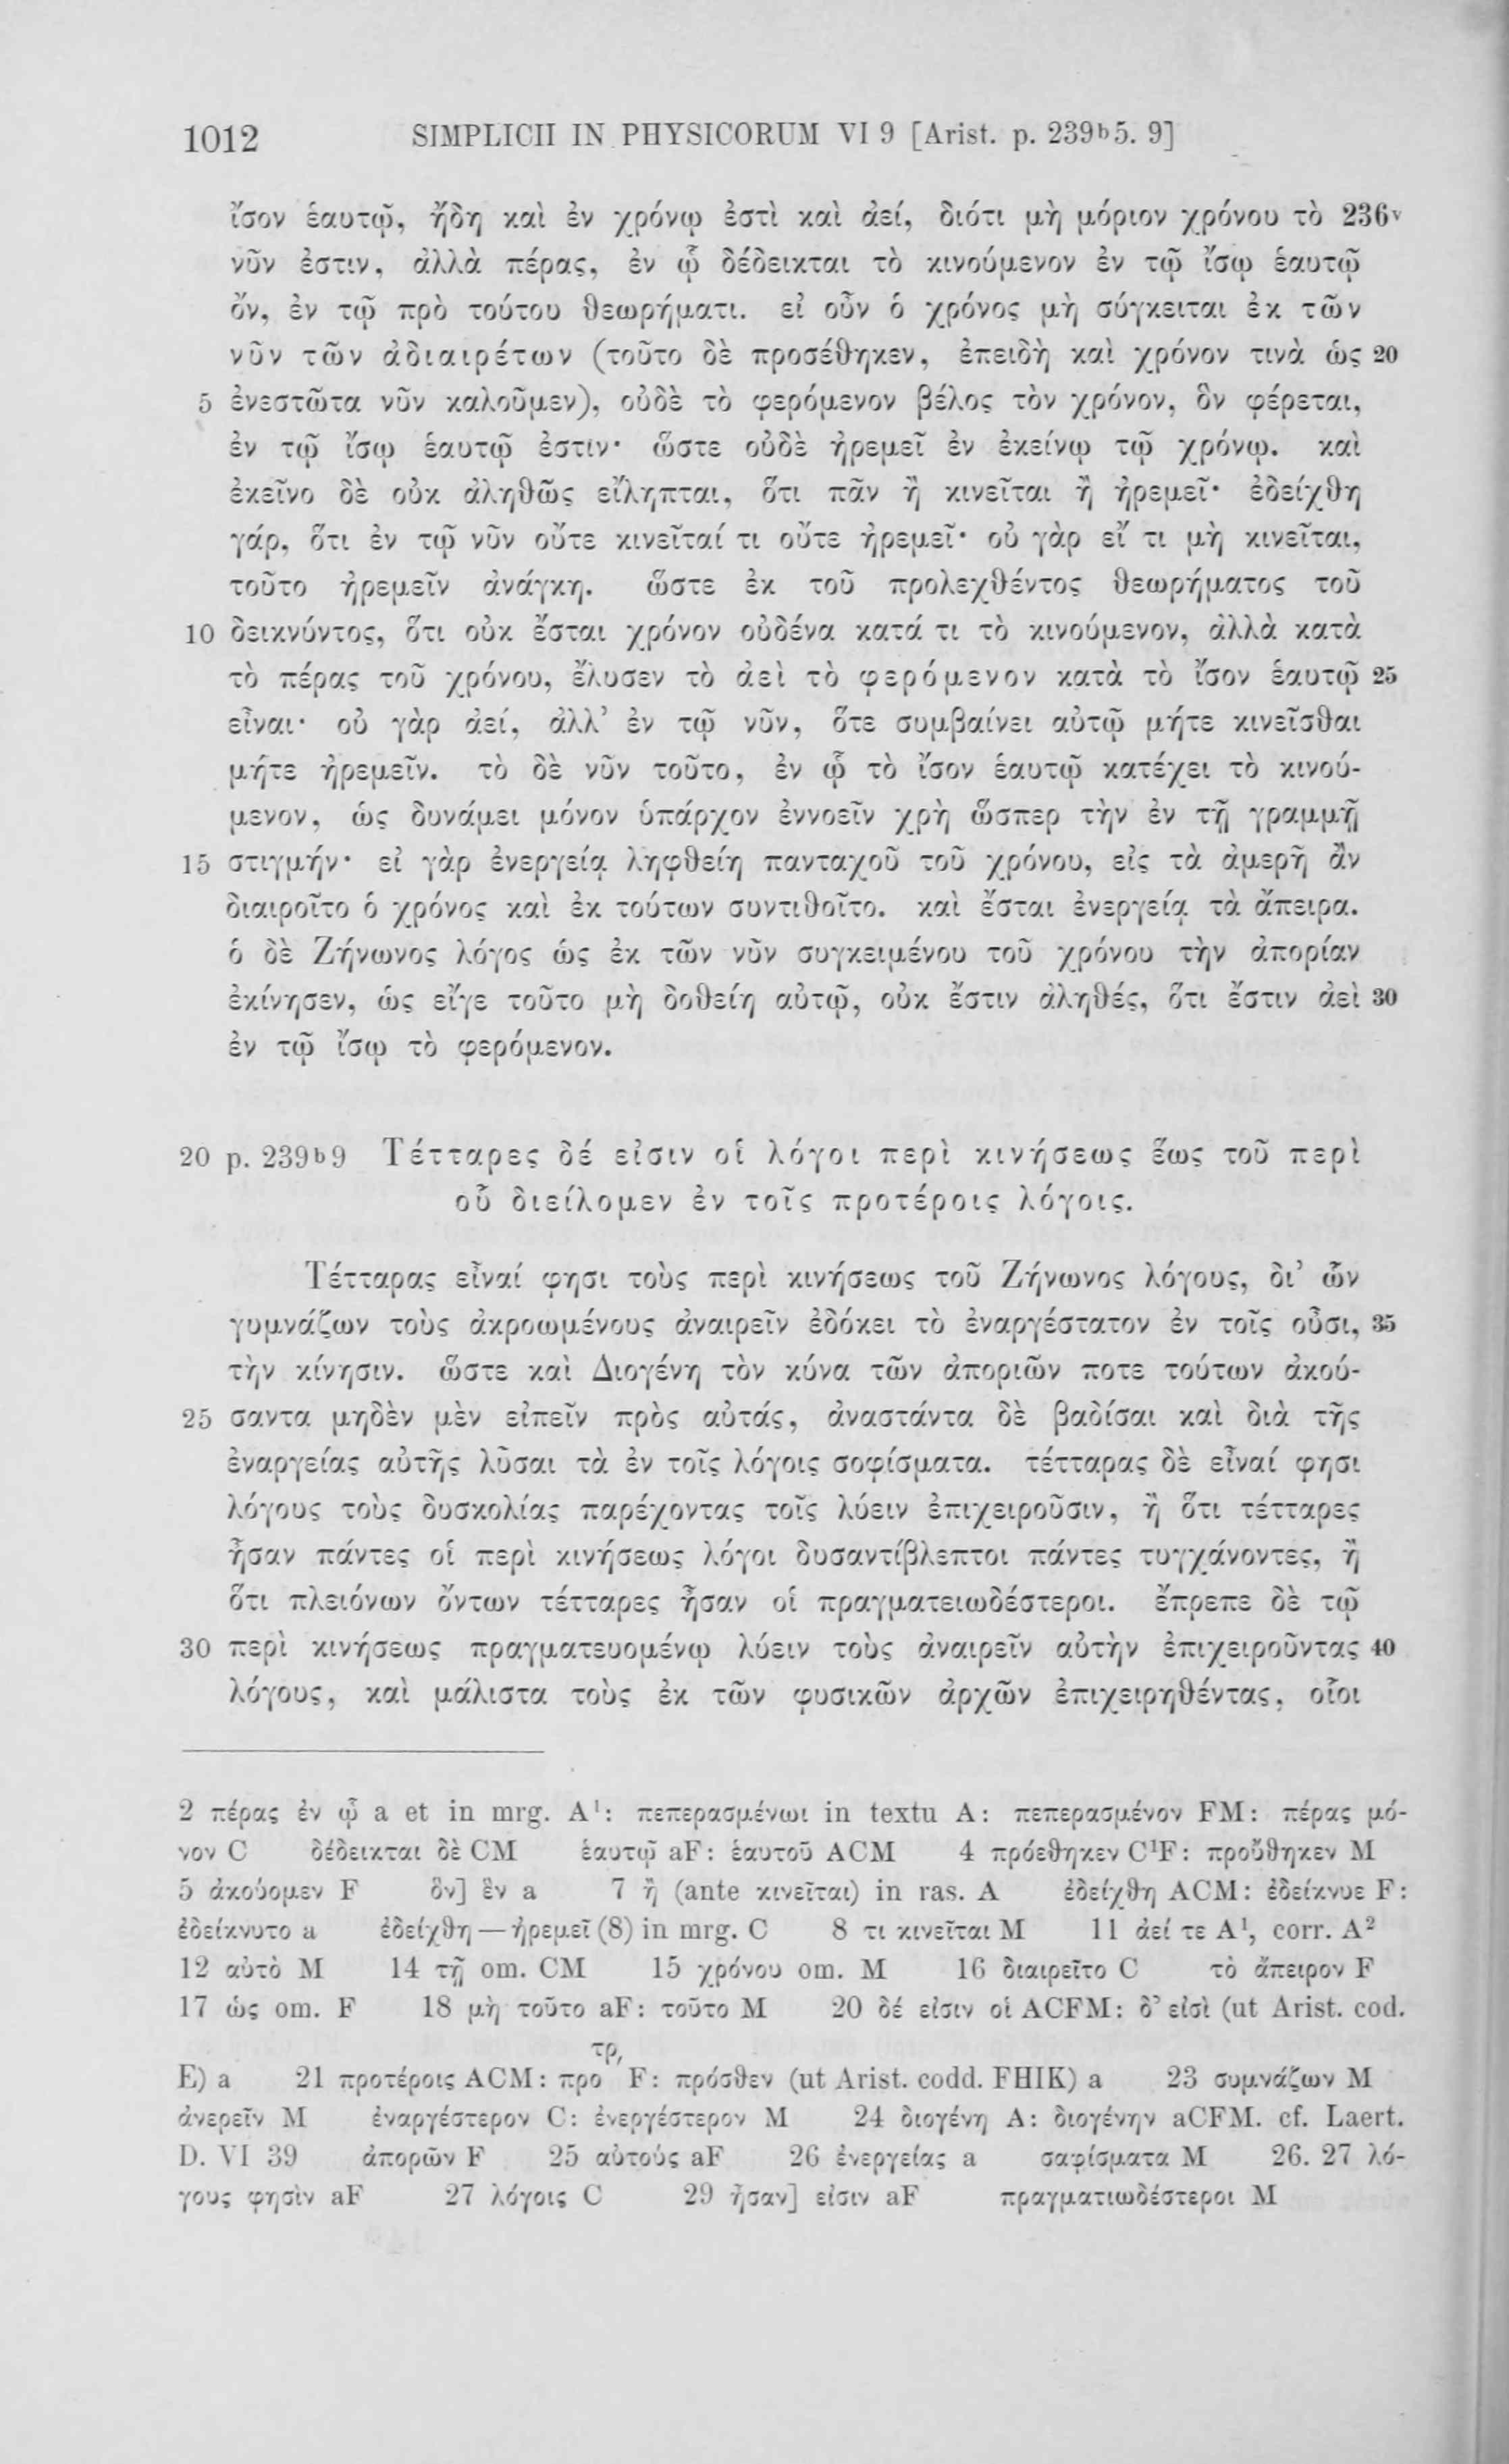 1012 SIMPLICII IN PHYSICORUM VI 9 [Arist. p. 239b5. 9]
ἴσον ἑαυτῷ, ἤδη καὶ ἐν χρόνῳ ἐστὶ καὶ ἀεί, διότι μὴ μόριον χρόνου τὸ 236v
νῦν ἐστιν, ἀλλὰ πέρας, ἐν ᾧ δέδεικται τὸ κινούμενον ἐν τῷ ἴσῳ ἑαυτῷ
ὄν, ἐν τῷ πρὸ τούτου θεωρήματι. εἰ οὖν ὁ χρόνος μὴ σύγκειται ἐκ τῶν
νῦν τῶν ἀδιαιρέτων (τοῦτο δὲ προσέθηκεν, ἐπειδὴ καὶ χρόνον τινὰ ὡς 20
5 ἐνεστῶτα νῦν καλοῦμεν), οὐδὲ τὸ φερόμενον βέλος τὸν χρόνον, ὃν φέρεται,
ἐν τῷ ἴσῳ ἑαυτῷ ἐστιν· ὥστε οὐδὲ ἠρεμεῖ ἐν ἐκείνῳ τῷ χρόνῳ. καὶ
ἐκεῖνο δὲ οὐκ ἀληθῶς εἴληπται, ὅτι πᾶν ἢ κινεῖται ἢ ἠρεμεῖ· ἐδείχθη
γάρ, ὅτι ἐν τῷ νῦν οὔτε κινεῖταί τι οὔτε ἠρεμεῖ· οὐ γὰρ εἴ τι μὴ κινεῖται,
τοῦτο ἠρεμεῖν ἀνάγκη. ὥστε ἐκ τοῦ προλεχθέντος θεωρήματος τοῦ
10 δεικνύντος, ὅτι οὐκ ἔσται χρόνον οὐδένα κατά τι τὸ κινούμενον, ἀλλὰ κατὰ
τὸ πέρας τοῦ χρόνου, ἔλυσεν τὸ ἀεὶ τὸ φερόμενον κατὰ τὸ ἴσον ἑαυτῷ 25
εἶναι· οὐ γὰρ ἀεί, ἀλλ’ ἐν τῷ νῦν, ὅτε συμβαίνει αὐτῷ μήτε κινεῖσθαι
μήτε ἠρεμεῖν. τὸ δὲ νῦν τοῦτο, ἐν ᾧ τὸ ἴσον ἑαυτῷ κατέχει τὸ κινού-
μενον, ὡς δυνάμει μόνον ὑπάρχον ἐννοεῖν χρὴ ὥσπερ τὴν ἐν τῇ γραμμῇ
15 στιγμήν· εἰ γὰρ ἐνεργείᾳ ληφθείη πανταχοῦ τοῦ χρόνου, εἰς τὰ ἀμερῆ ἂν
διαιροῖτο ὁ χρόνος καὶ ἐκ τούτων συντιθοῖτο. καὶ ἔσται ἐνεργείᾳ τὰ ἄπειρα.
ὁ δὲ Ζήνωνος λόγος ὡς ἐκ τῶν νῦν συγκειμένου τοῦ χρόνου τὴν ἀπορίαν
ἐκίνησεν, ὡς εἴγε τοῦτο μὴ δοθείη αὐτῷ, οὐκ ἔστιν ἀληθές, ὅτι ἔστιν ἀεὶ 30
ἐν τῷ ἴσῳ τὸ φερόμενον.
20 p. 239b9 Τέτταρες δέ εἰσιν οἱ λόγοι περὶ κινήσεως ἕως τοῦ περὶ
οὗ διείλομεν ἐν τοῖς προτέροις λόγοις.
Τέτταρας εἶναί φησι τοὺς περὶ κινήσεως τοῦ Ζήνωνος λόγους, δι’ ὧν
γυμνάζων τοὺς ἀκροωμένους ἀναιρεῖν ἐδόκει τὸ ἐναργέστατον ἐν τοῖς οὖσι, 35
τὴν κίνησιν. ὥστε καὶ Διογένη τὸν κύνα τῶν ἀποριῶν ποτε τούτων ἀκού-
25 σαντα μηδὲν μὲν εἰπεῖν πρὸς αὐτάς, ἀναστάντα δὲ βαδίσαι καὶ διὰ τῆς
ἐναργείας αὐτῆς λῦσαι τὰ ἐν τοῖς λόγοις σοφίσματα. τέτταρας δὲ εἶναί φησι
λόγους τοὺς δυσκολίας παρέχοντας τοῖς λύειν ἐπιχειροῦσιν, ἢ ὅτι τέτταρες
ἦσαν πάντες οἱ περὶ κινήσεως λόγοι δυσαντίβλεπτοι πάντες τυγχάνοντες, ἢ
ὅτι πλειόνων ὄντων τέτταρες ἦσαν οἱ πραγματειωδέστεροι. ἔπρεπε δὲ τῷ
30 περὶ κινήσεως πραγματευομένῳ λύειν τοὺς ἀναιρεῖν αὐτὴν ἐπιχειροῦντας 40
λόγους, καὶ μάλιστα τοὺς ἐκ τῶν φυσικῶν ἀρχῶν ἐπιχειρηθέντας, οἷοι
2 πέρας ἐν ᾧ a et in mrg. A¹: πεπερασμένωι in textu A: πεπερασμένον FM: πέρας μό-
νον C δέδεικται δὲ CM ἑαυτῷ aF: ἑαυτοῦ ACM 4 πρόεθηκεν C¹F: προὔθηκεν M
5 ἀκούομεν F ὃν] ἓν a 7 ἢ (ante κινεῖται) in ras. A ἐδείχθη ACM: ἐδείκνυε F:
ἐδείκνυτο a ἐδείχθη—ἠρεμεῖ (8) in mrg. C 8 τι κινεῖται M 11 ἀεί τε A¹, corr. A²
12 αὐτὸ M 14 τῇ om. CM 15 χρόνου om. M 16 διαιρεῖτο C τὸ ἄπειρον F
17 ὡς om. F 18 μὴ τοῦτο aF: τοῦτο M 20 δέ εἰσιν οἱ ACFM: δ’ εἰσὶ (ut Arist. cod.
E) a 21 προτέροις ACM: προτρ, F: πρόσθεν (ut Arist. codd. FHIK) a 23 συμνάζων M
ἀνερεῖν M ἐναργέστερον C: ἐνεργέστερον M 24 διογένη A: διογένην aCFM. cf. Laert.
D. VI 39 ἀπορῶν F 25 αὐτούς aF 26 ἐνεργείας a σαφίσματα M 26. 27 λό-
γους φησὶν aF 27 λόγοις C 29 ἦσαν] εἰσιν aF πραγματιωδέστεροι M